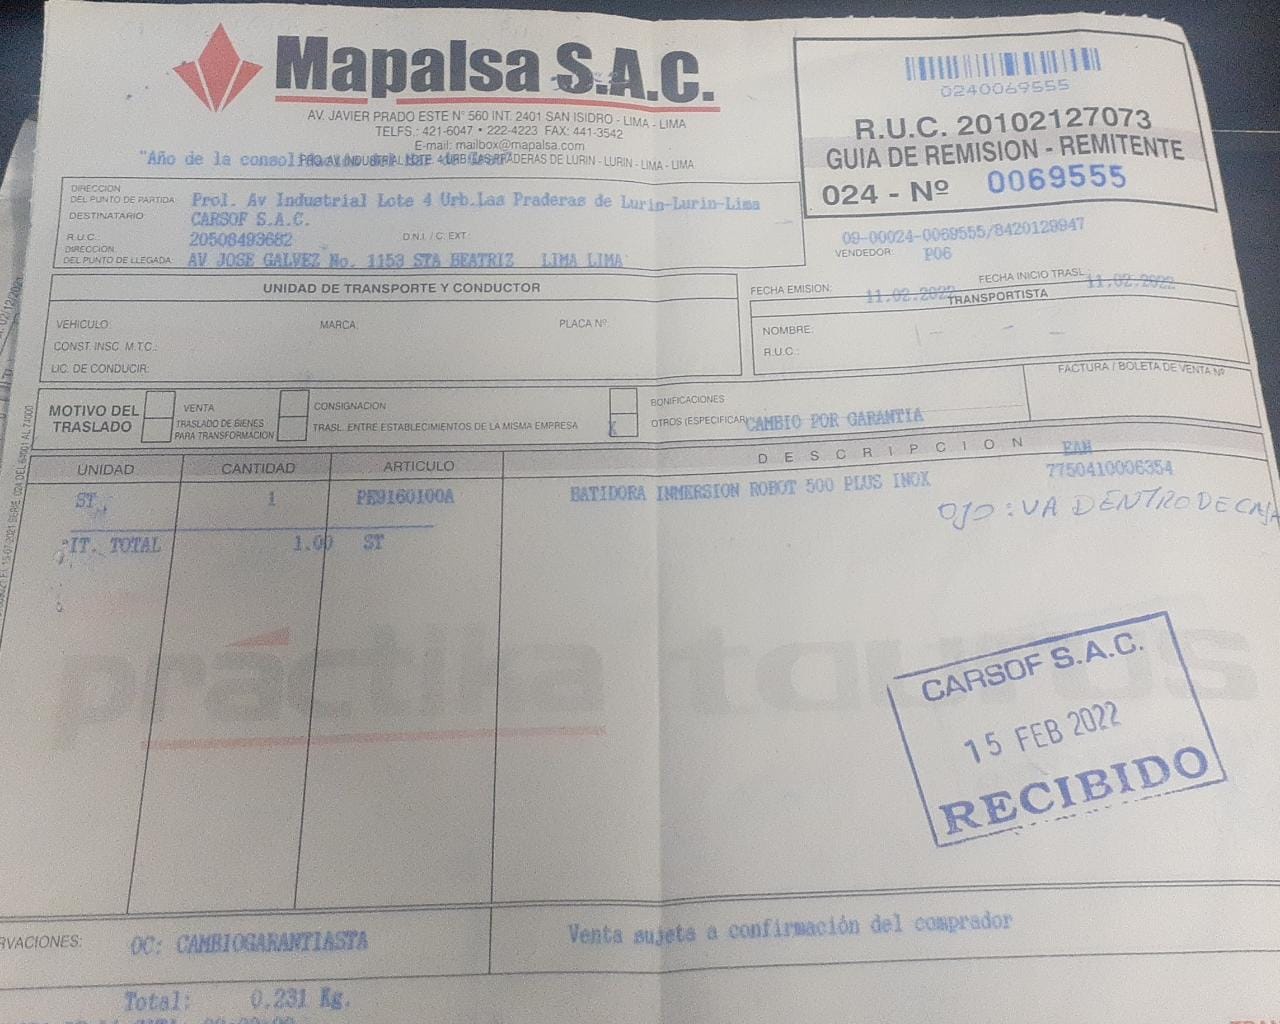 Mapalsa S.A.C.
AV. JAVIER PRADO ESTE N° 560 INT. 2401 SAN ISIDRO - LIMA - LIMA
TELFS.: 421-6047 • 222-4223 FAX: 441-3542
E-mail: mailbox@mapalsa.com
"Año de la
PRO. AV. INDUSTRIAL LOTE. 4 URB. LAS PRADERAS DE LURIN - LURIN - LIMA - LIMA
0240069555
R.U.C. 20102127073
GUIA DE REMISION - REMITENTE
024 - Nº 0069555
09-00024-0069555/8420129947
VENDEDOR: P06
DIRECCION
DEL PUNTO DE PARTIDA: Prol. Av Industrial Lote 4 Urb.Las Praderas de Lurin-Lurin-Lima
DESTINATARIO CARSOF S.A.C.
R.U.C.: 20508493682 D.N.I. / C. EXT.:
DIRECCION
DEL PUNTO DE LLEGADA: AV JOSE GALVEZ No. 1153 STA BEATRIZ LIMA LIMA
FECHA EMISION: 11.02.2022 FECHA INICIO TRASL. 11.02.2022
UNIDAD DE TRANSPORTE Y CONDUCTOR
VEHICULO: MARCA: PLACA Nº:
CONST. INSC. M.T.C.:
LIC. DE CONDUCIR:
TRANSPORTISTA
NOMBRE:
R.U.C.:
FACTURA / BOLETA DE VENTA Nº
MOTIVO DEL TRASLADO
VENTA
TRASLADO DE BIENES PARA TRANSFORMACION
CONSIGNACION
TRASL. ENTRE ESTABLECIMIENTOS DE LA MISMA EMPRESA
BONIFICACIONES
X OTROS (ESPECIFICAR) CAMBIO POR GARANTIA
UNIDAD CANTIDAD ARTICULO DESCRIPCION
EAN
ST 1 PE9160100A BATIDORA INMERSION ROBOT 500 PLUS INOX 7750410006354
OJO: VA DENTRO DE CAJA
IT. TOTAL 1.00 ST
práctika taurus
CARSOF S.A.C.
15 FEB 2022
RECIBIDO
RVACIONES: OC: CAMBIOGARANTIASTA
Venta sujeta a confirmación del comprador
Total: 0.231 Kg.